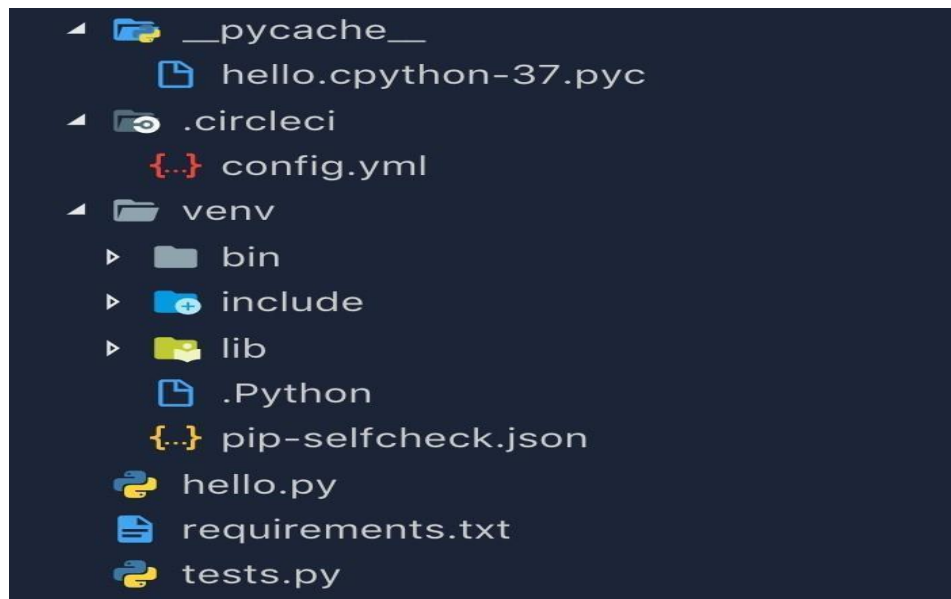 __pycache__
hello.cpython-37.pyc
.circleci
{...} config.yml
venv
bin
include
lib
.Python
{...} pip-selfcheck.json
hello.py
requirements.txt
tests.py